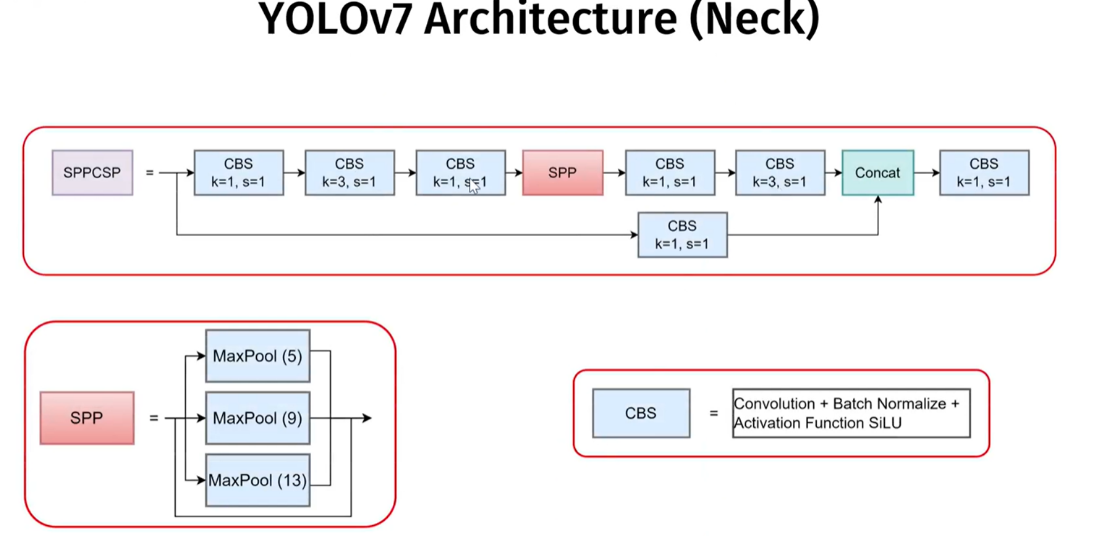 YOLOv7 Architecture (Neck)
SPPCSP
=
CBS
k=1, s=1
CBS
k=3, s=1
CBS
k=1, s=1
SPP
CBS
k=1, s=1
CBS
k=3, s=1
Concat
CBS
k=1, s=1
CBS
k=1, s=1
SPP
=
MaxPool (5)
MaxPool (9)
MaxPool (13)
CBS
=
Convolution + Batch Normalize +
Activation Function SiLU